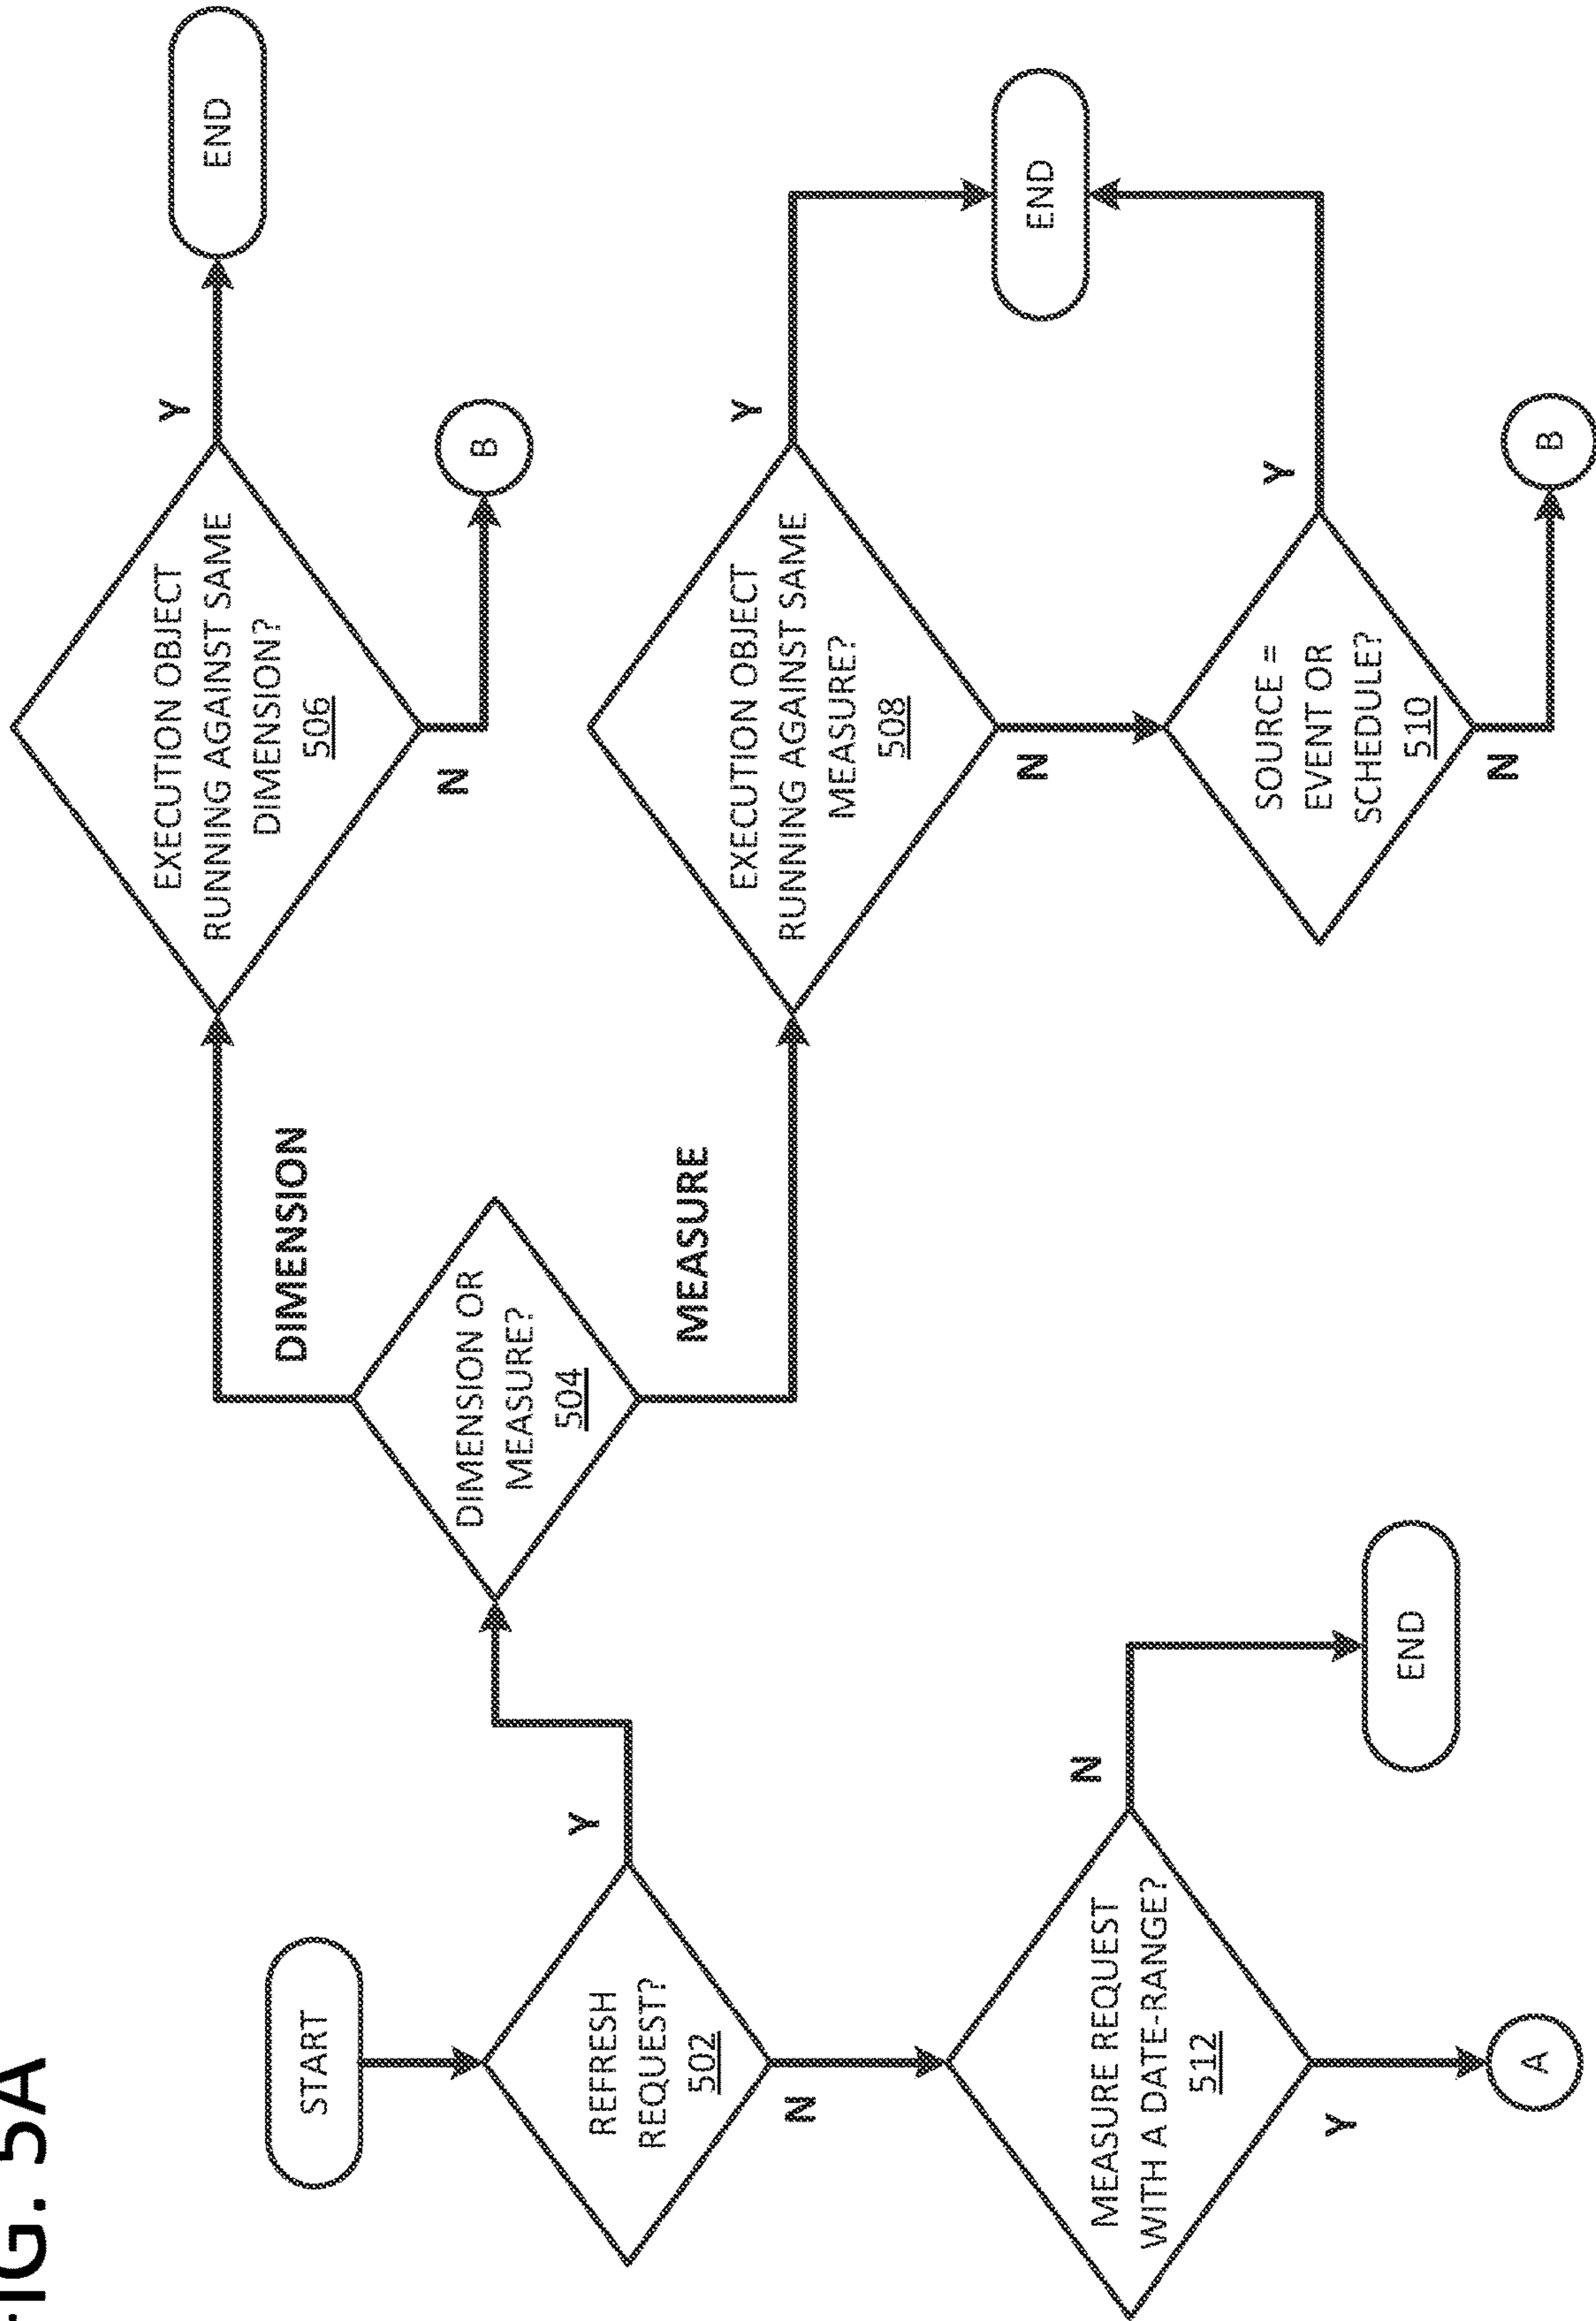 FIG. 5A
START
REFRESH
REQUEST?
502
Y
N
MEASURE REQUEST
WITH A DATE-RANGE?
512
N
Y
END
A
DIMENSION OR
MEASURE?
504
DIMENSION
MEASURE
EXECUTION OBJECT
RUNNING AGAINST SAME
DIMENSION?
506
Y
N
END
B
EXECUTION OBJECT
RUNNING AGAINST SAME
MEASURE?
508
Y
N
END
SOURCE =
EVENT OR
SCHEDULE?
510
Y
N
B